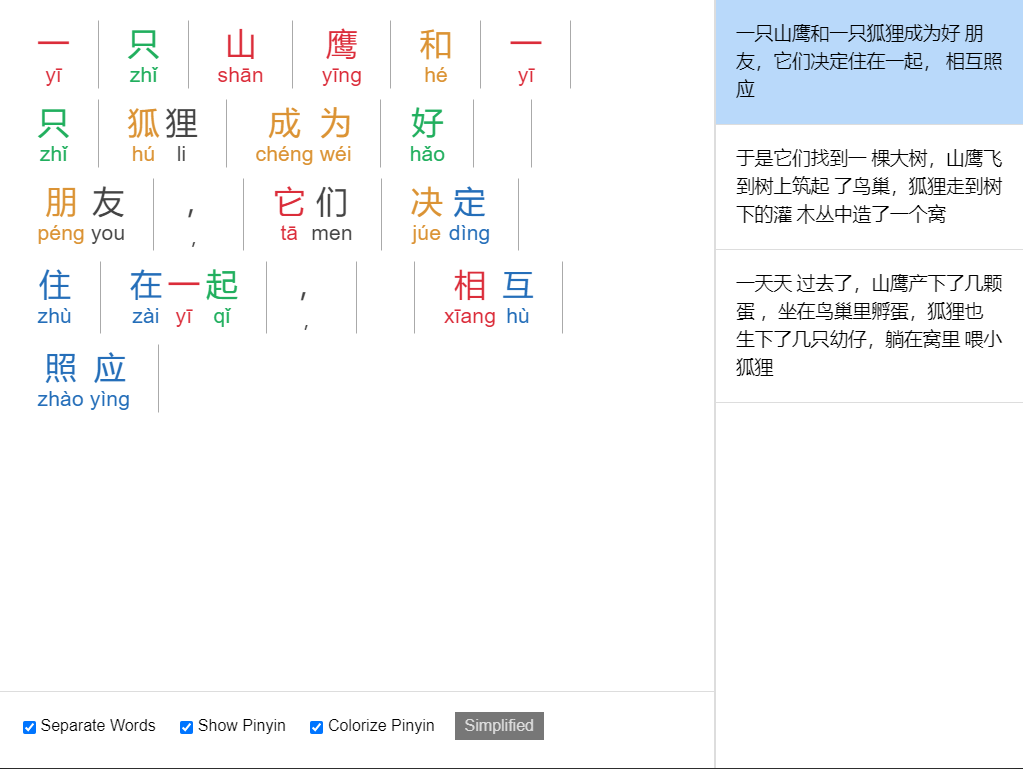 一 只 山 鹰 和 一
yī zhǐ shān yīng hé yī
只 狐狸 成为 好
zhǐ hú li chéng wéi hǎo
朋友 , 它们 决定
péng you , tā men júe dìng
住 在一起 , 相互
zhù zài yī qǐ , xīang hù
照应
zhào yìng
Separate Words Show Pinyin Colorize Pinyin Simplified
一只山鹰和一只狐狸成为好 朋
友，它们决定住在一起， 相互照
应
于是它们找到一 棵大树，山鹰飞
到树上筑起 了鸟巢，狐狸走到树
下的灌 木丛中造了一个窝
一天天 过去了，山鹰产下了几颗
蛋 ，坐在鸟巢里孵蛋，狐狸也
生下了几只幼仔，躺在窝里 喂小
狐狸